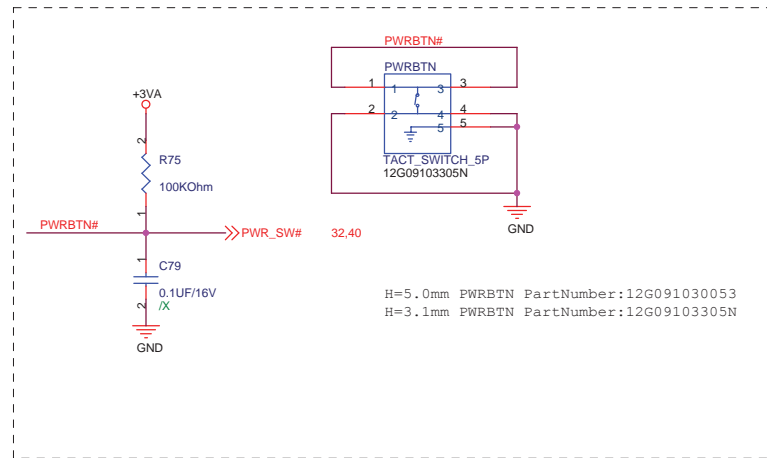 PWRBTN#
PWRBTN
1 1 3 3
2 2 4 4
5 5
TACT_SWITCH_5P
12G09103305N
GND
+3VA
2
R75
100KOhm
1
PWRBTN#
PWR_SW# 32,40
1
C79
0.1UF/16V
/X
2
GND
H=5.0mm PWRBTN PartNumber:12G091030053
H=3.1mm PWRBTN PartNumber:12G09103305N